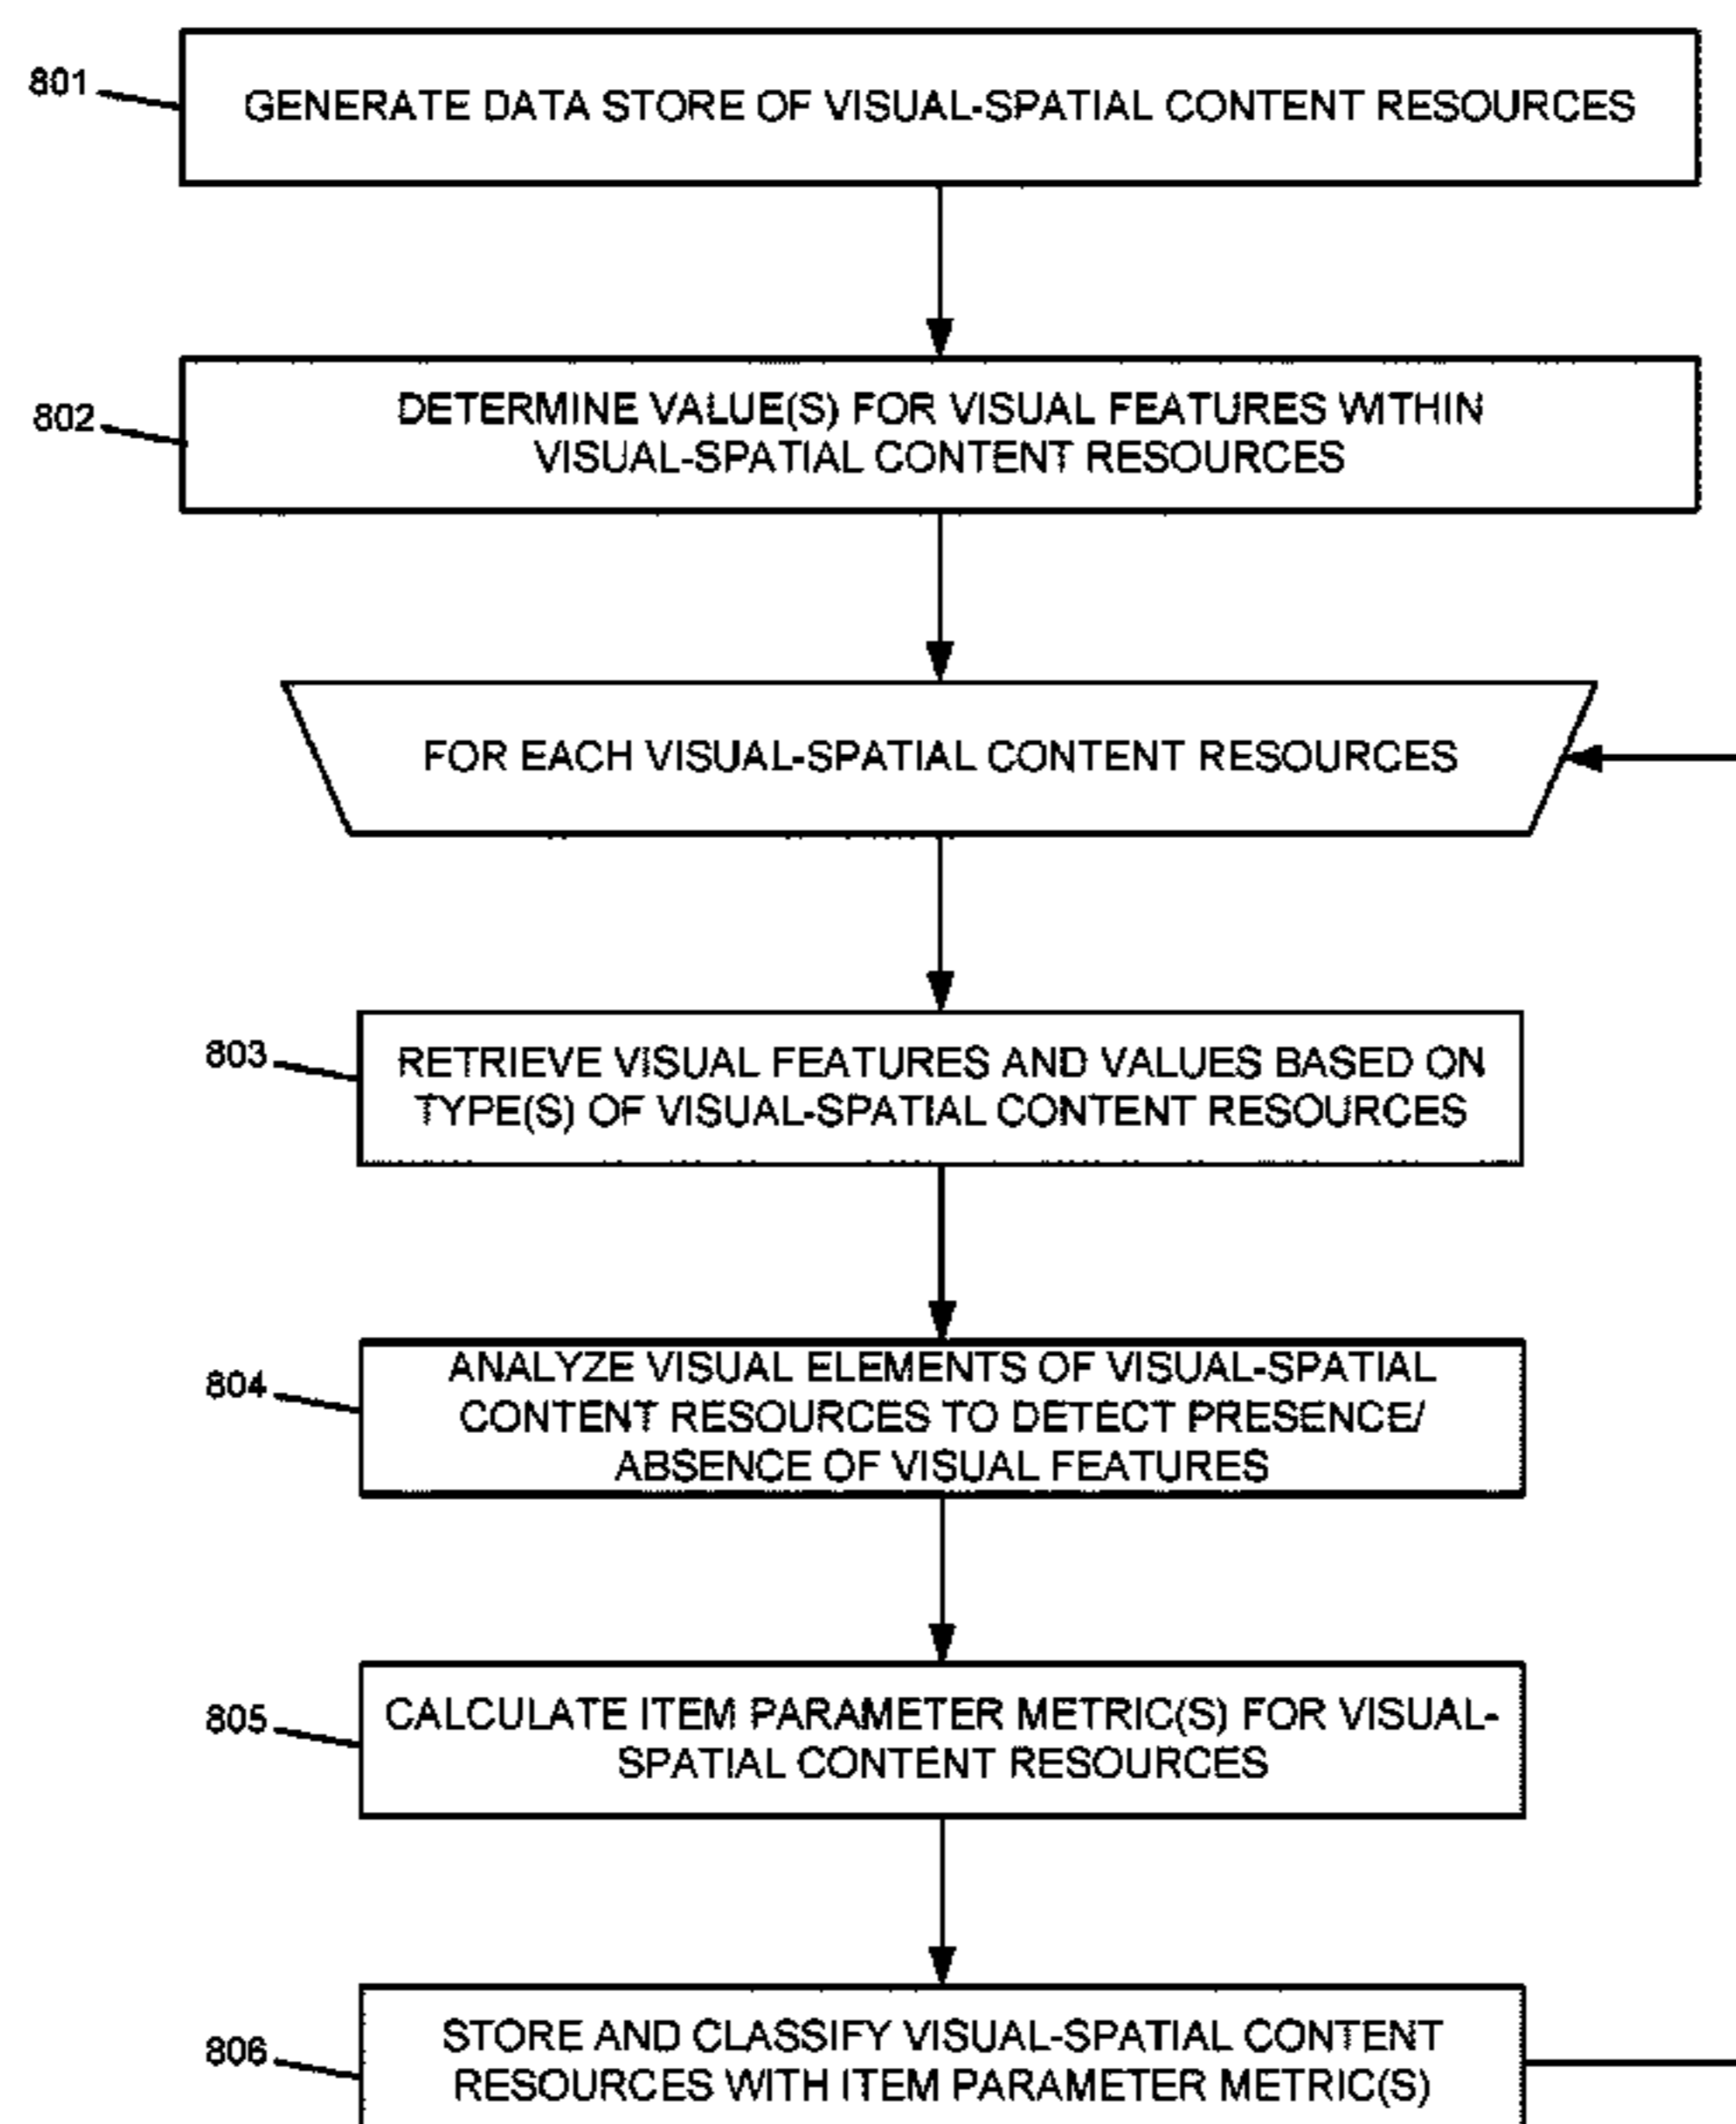 801
GENERATE DATA STORE OF VISUAL-SPATIAL CONTENT RESOURCES
802
DETERMINE VALUE(S) FOR VISUAL FEATURES WITHIN
VISUAL-SPATIAL CONTENT RESOURCES
FOR EACH VISUAL-SPATIAL CONTENT RESOURCES
803
RETRIEVE VISUAL FEATURES AND VALUES BASED ON
TYPE(S) OF VISUAL-SPATIAL CONTENT RESOURCES
804
ANALYZE VISUAL ELEMENTS OF VISUAL-SPATIAL
CONTENT RESOURCES TO DETECT PRESENCE/
ABSENCE OF VISUAL FEATURES
805
CALCULATE ITEM PARAMETER METRIC(S) FOR VISUAL-
SPATIAL CONTENT RESOURCES
806
STORE AND CLASSIFY VISUAL-SPATIAL CONTENT
RESOURCES WITH ITEM PARAMETER METRIC(S)